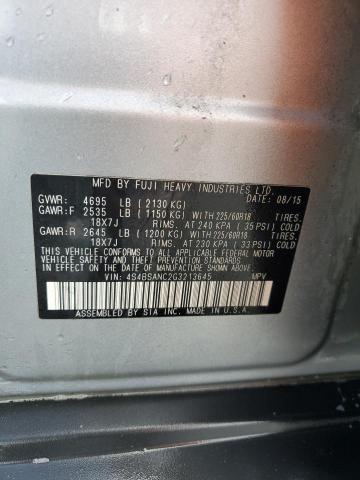 MFD BY FUJI HEAVY INDUSTRIES LTD.
GVWR: 4695 LB (2130 KG) DATE: 08/15
GAWR:F 2535 LB (1150 KG) WITH 225/60R18 TIRES.
18X7J RIMS. AT 240 KPA (35 PSI) COLD
GAWR:R 2645 LB (1200 KG) WITH 225/60R18 TIRES.
18X7J RIMS. AT 230 KPA (33 PSI) COLD
THIS VEHICLE CONFORMS TO ALL APPLICABLE FEDERAL MOTOR
VEHICLE SAFETY AND THEFT PREVENTION STANDARDS
IN EFFECT ON THE DATE OF MANUFACTURE SHOWN ABOVE.
VIN: 4S4BSANC2G3213645 MPV
ASSEMBLED BY SIA INC. MADE IN U.S.A.